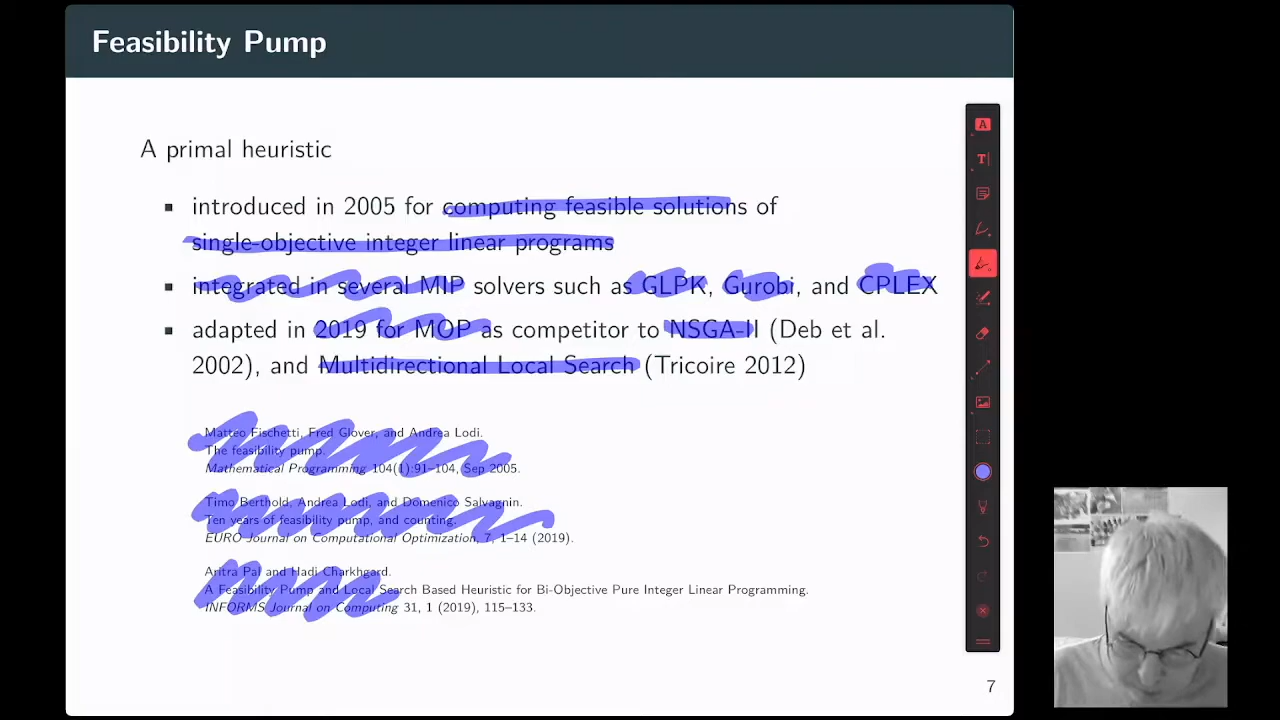 Feasibility Pump
A primal heuristic
▪ introduced in 2005 for computing feasible solutions of
single-objective integer linear programs
▪ integrated in several MIP solvers such as GLPK, Gurobi, and CPLEX
▪ adapted in 2019 for MOP as competitor to NSGA-II (Deb et al.
2002), and Multidirectional Local Search (Tricoire 2012)
Matteo Fischetti, Fred Glover, and Andrea Lodi.
The feasibility pump.
Mathematical Programming 104(1):91–104, Sep 2005.
Timo Berthold, Andrea Lodi, and Domenico Salvagnin.
Ten years of feasibility pump, and counting.
EURO Journal on Computational Optimization, 7, 1–14 (2019).
Aritra Pal and Hadi Charkhgard.
A Feasibility Pump and Local Search Based Heuristic for Bi-Objective Pure Integer Linear Programming.
INFORMS Journal on Computing 31, 1 (2019), 115–133.
7
A
T